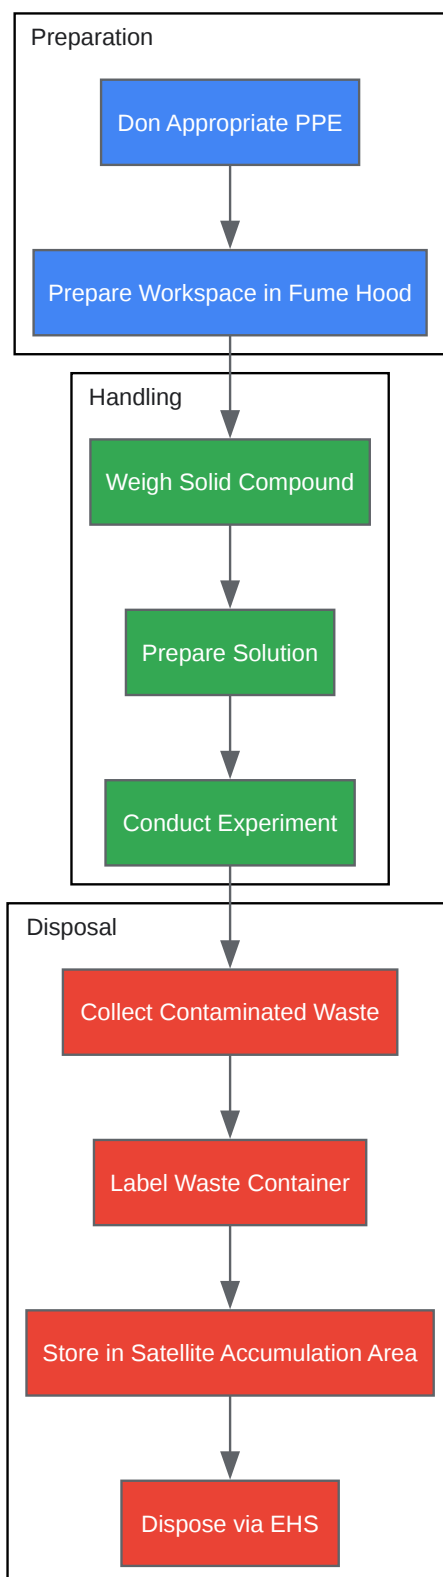 Preparation
Don Appropriate PPE
Prepare Workspace in Fume Hood
Handling
Weigh Solid Compound
Prepare Solution
Conduct Experiment
Disposal
Collect Contaminated Waste
Label Waste Container
Store in Satellite Accumulation Area
Dispose via EHS